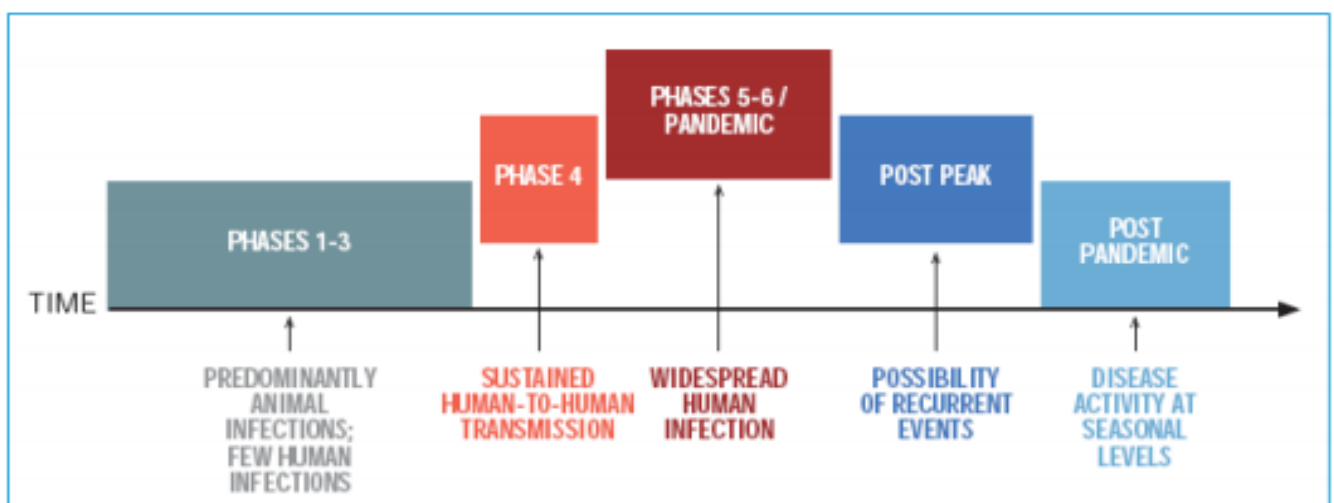 PHASES 5-6 /
PANDEMIC
PHASE 4
POST PEAK
PHASES 1-3
POST
PANDEMIC
TIME
PREDOMINANTLY
ANIMAL
INFECTIONS;
FEW HUMAN
INFECTIONS
SUSTAINED
HUMAN-TO-HUMAN
TRANSMISSION
WIDESPREAD
HUMAN
INFECTION
POSSIBILITY
OF RECURRENT
EVENTS
DISEASE
ACTIVITY AT
SEASONAL
LEVELS